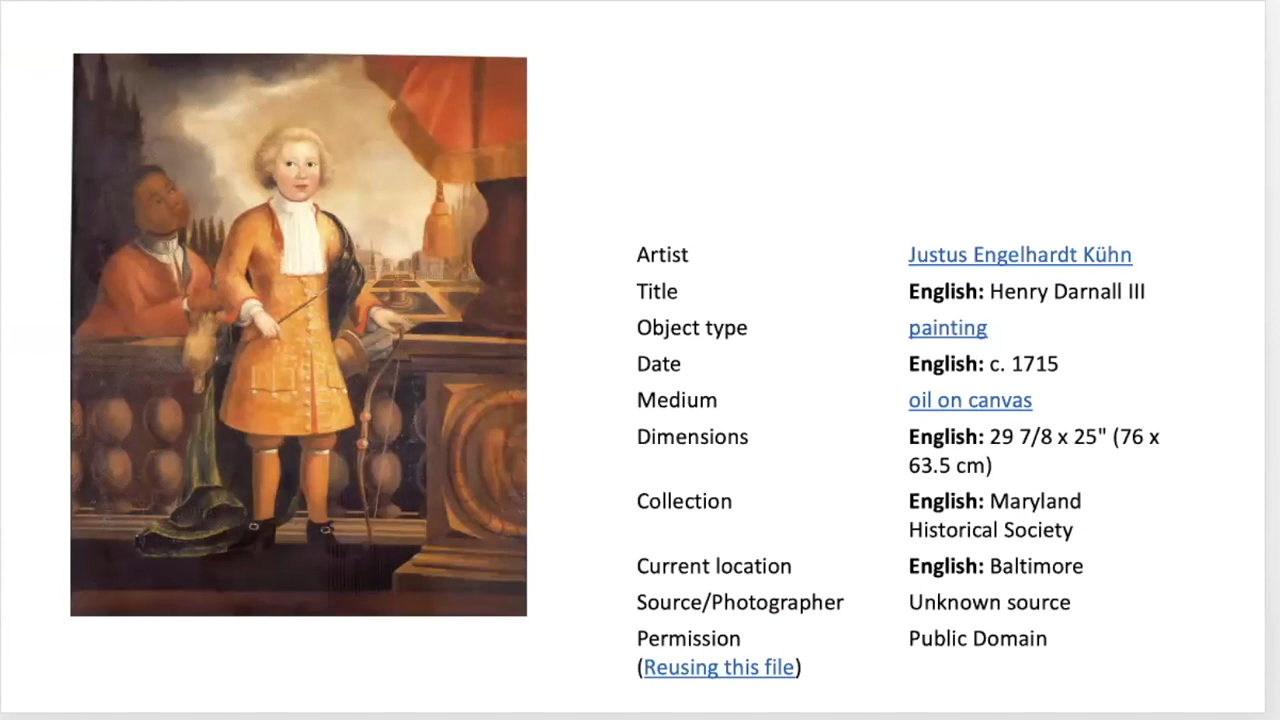 Artist Justus Engelhardt Kühn
Title English: Henry Darnall III
Object type painting
Date English: c. 1715
Medium oil on canvas
Dimensions English: 29 7/8 x 25" (76 x
63.5 cm)
Collection English: Maryland
Historical Society
Current location English: Baltimore
Source/Photographer Unknown source
Permission Public Domain
(Reusing this file)